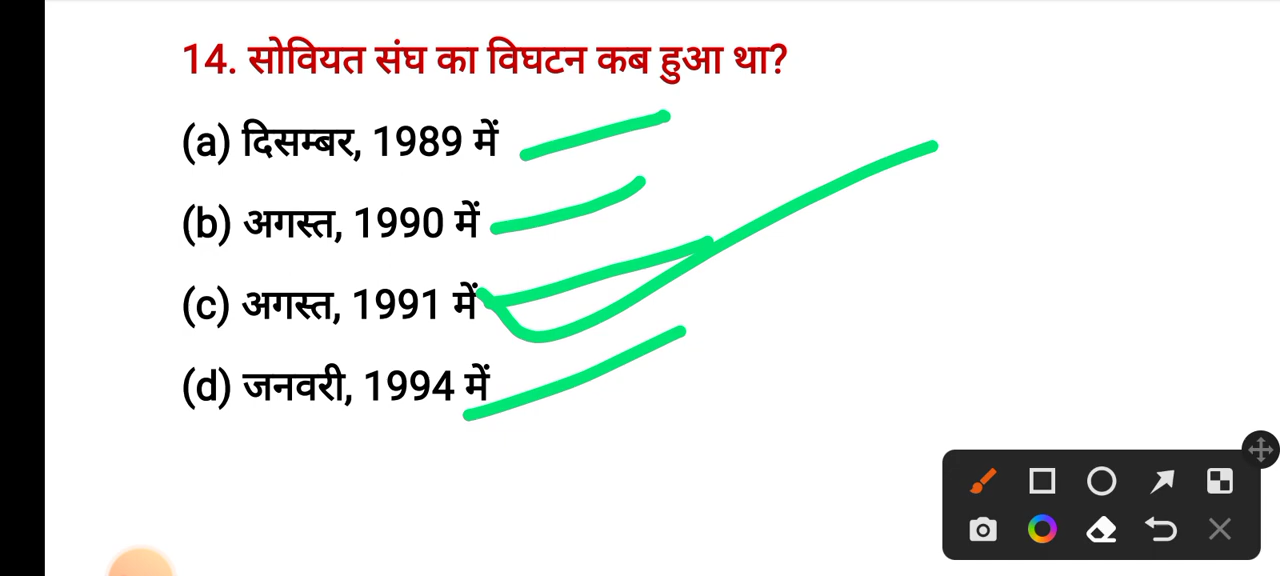 14. सोवियत संघ का विघटन कब हुआ था?
(a) दिसम्बर, 1989 में
(b) अगस्त, 1990 में
(c) अगस्त, 1991 में
(d) जनवरी, 1994 में